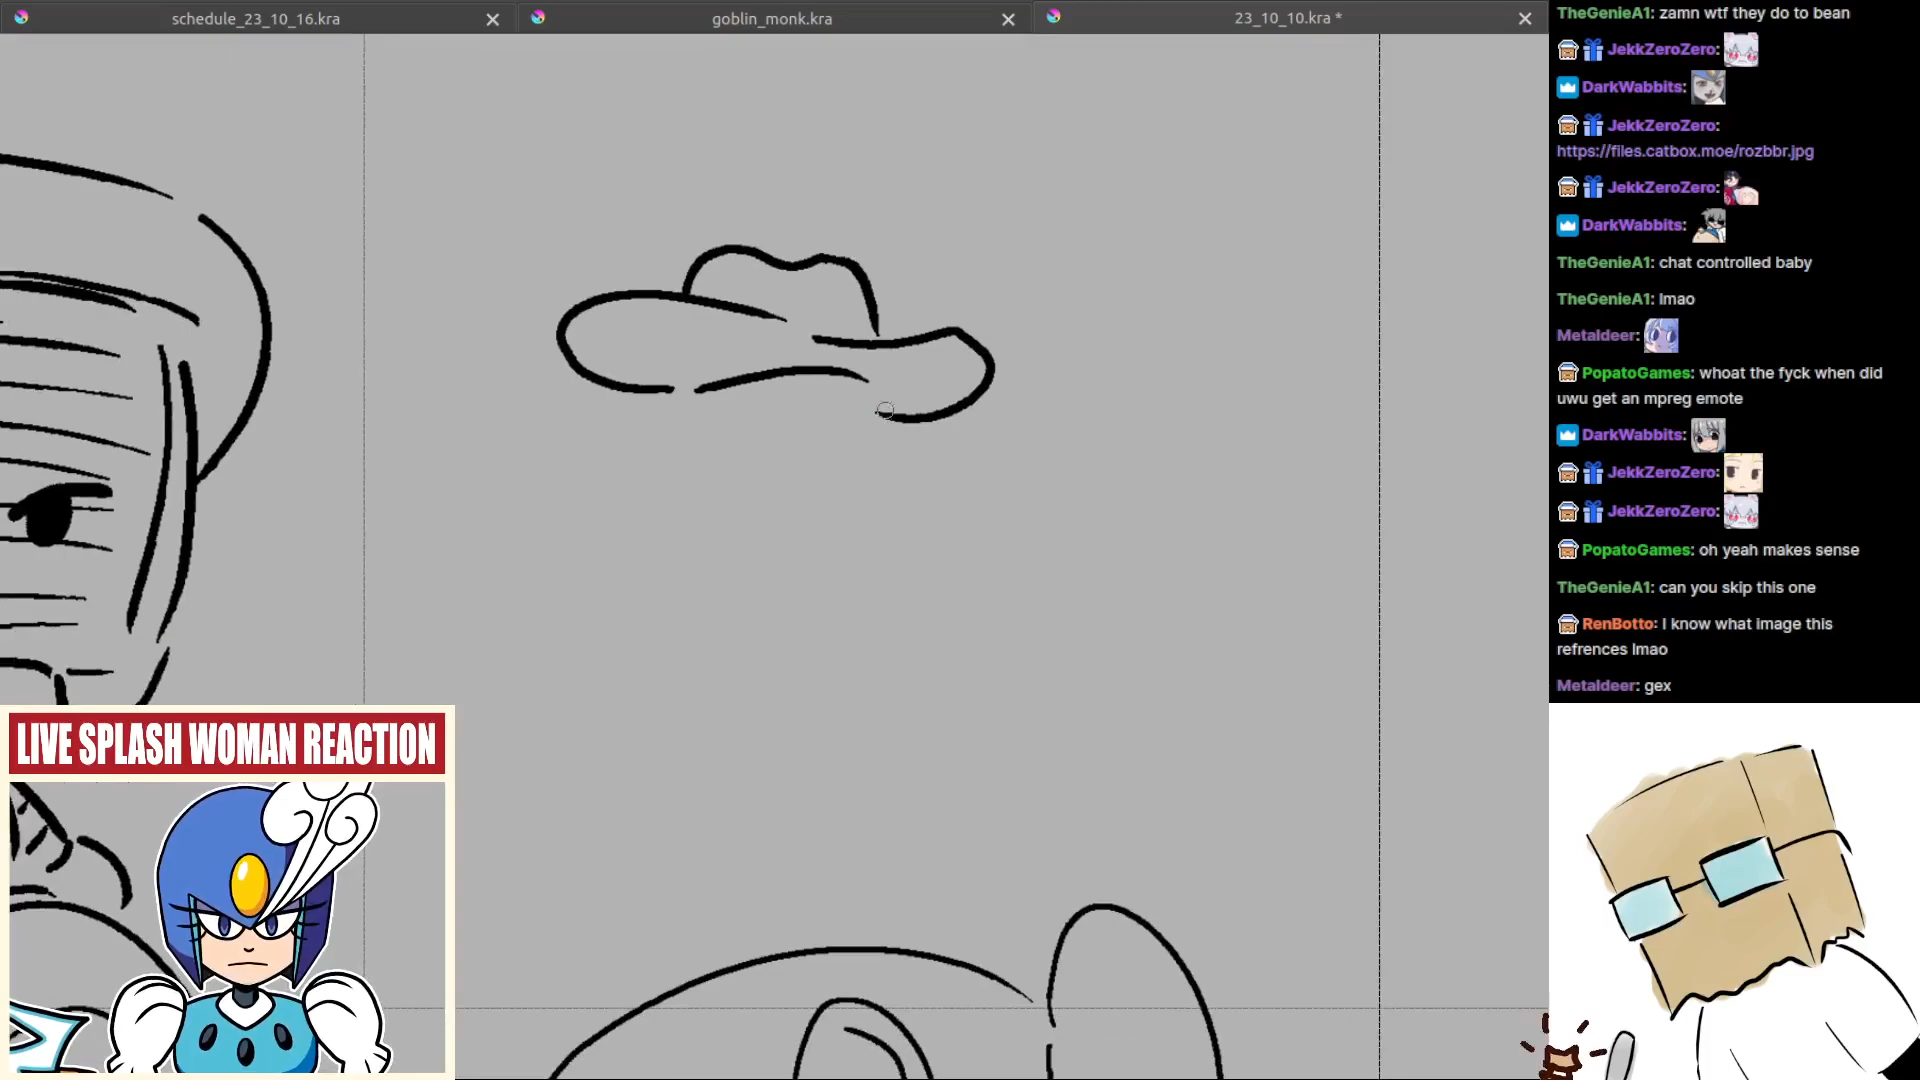 schedule_23_10_16.kra
goblin_monk.kra
23_10_10.kra *
TheGenieA1: zamn wtf they do to bean
JekkZeroZero:
DarkWabbits:
JekkZeroZero:
https://files.catbox.moe/rozbbr.jpg
JekkZeroZero:
DarkWabbits:
TheGenieA1: chat controlled baby
TheGenieA1: lmao
Metaldeer:
PopatoGames: whoat the fyck when did
uwu get an mpreg emote
DarkWabbits:
JekkZeroZero:
JekkZeroZero:
PopatoGames: oh yeah makes sense
TheGenieA1: can you skip this one
RenBotto: I know what image this
refrences lmao
Metaldeer: gex
LIVE SPLASH WOMAN REACTION